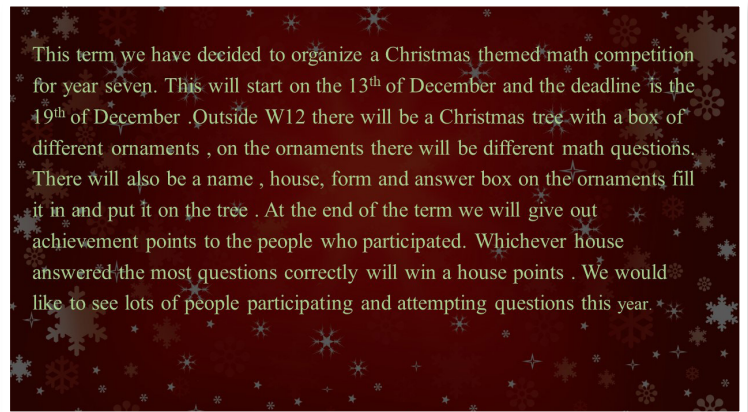 This term we have decided to organize a Christmas themed math competition
for year seven. This will start on the 13th of December and the deadline is the
19th of December .Outside W12 there will be a Christmas tree with a box of
different ornaments , on the ornaments there will be different math questions.
There will also be a name , house, form and answer box on the ornaments fill
it in and put it on the tree . At the end of the term we will give out
achievement points to the people who participated. Whichever house
answered the most questions correctly will win a house points . We would
like to see lots of people participating and attempting questions this year.